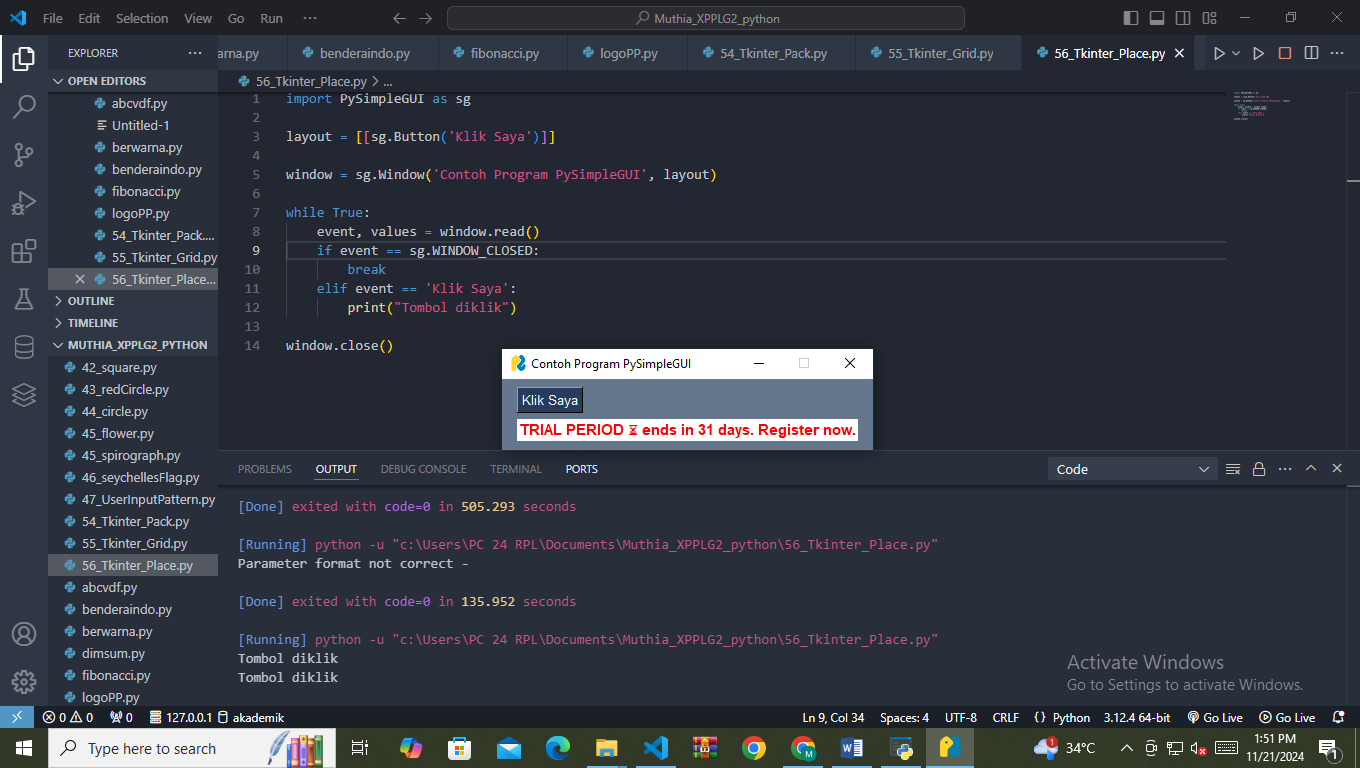 File Edit Selection View Go Run ··· Muthia_XPPLG2_python
EXPLORER ···
arna.py benderaindo.py fibonacci.py logoPP.py 54_Tkinter_Pack.py 55_Tkinter_Grid.py 56_Tkinter_Place.py
OPEN EDITORS
abcvdf.py
Untitled-1
berwarna.py
benderaindo.py
fibonacci.py
logoPP.py
54_Tkinter_Pack....
55_Tkinter_Grid.py
56_Tkinter_Place...
OUTLINE
TIMELINE
MUTHIA_XPPLG2_PYTHON
42_square.py
43_redCircle.py
44_circle.py
45_flower.py
45_spirograph.py
46_seychellesFlag.py
47_UserInputPattern.py
54_Tkinter_Pack.py
55_Tkinter_Grid.py
56_Tkinter_Place.py
abcvdf.py
benderaindo.py
berwarna.py
dimsum.py
fibonacci.py
logoPP.py
56_Tkinter_Place.py > ...
1 import PySimpleGUI as sg
2
3 layout = [[sg.Button('Klik Saya')]]
4
5 window = sg.Window('Contoh Program PySimpleGUI', layout)
6
7 while True:
8 event, values = window.read()
9 if event == sg.WINDOW_CLOSED:
10 break
11 elif event == 'Klik Saya':
12 print("Tombol diklik")
13
14 window.close()
Contoh Program PySimpleGUI
Klik Saya
TRIAL PERIOD ⏳ ends in 31 days. Register now.
PROBLEMS OUTPUT DEBUG CONSOLE TERMINAL PORTS Code
[Done] exited with code=0 in 505.293 seconds
[Running] python -u "c:\Users\PC 24 RPL\Documents\Muthia_XPPLG2_python\56_Tkinter_Place.py"
Parameter format not correct -
[Done] exited with code=0 in 135.952 seconds
[Running] python -u "c:\Users\PC 24 RPL\Documents\Muthia_XPPLG2_python\56_Tkinter_Place.py"
Tombol diklik
Tombol diklik
Activate Windows
Go to Settings to activate Windows.
0 0 0 127.0.0.1 akademik Ln 9, Col 34 Spaces: 4 UTF-8 CRLF {} Python 3.12.4 64-bit Go Live Go Live
Type here to search 1 34°C 1:51 PM
11/21/2024 1